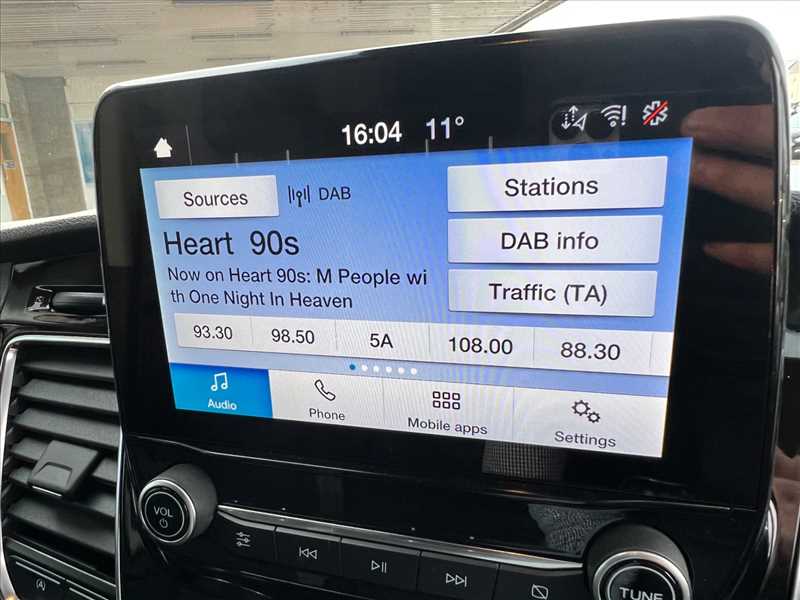 16:04 11°
Sources DAB Stations
Heart 90s
DAB info
Now on Heart 90s: M People wi
th One Night In Heaven
Traffic (TA)
93.30 98.50 5A 108.00 88.30
Audio Phone Mobile apps Settings
VOL
TUNE
A